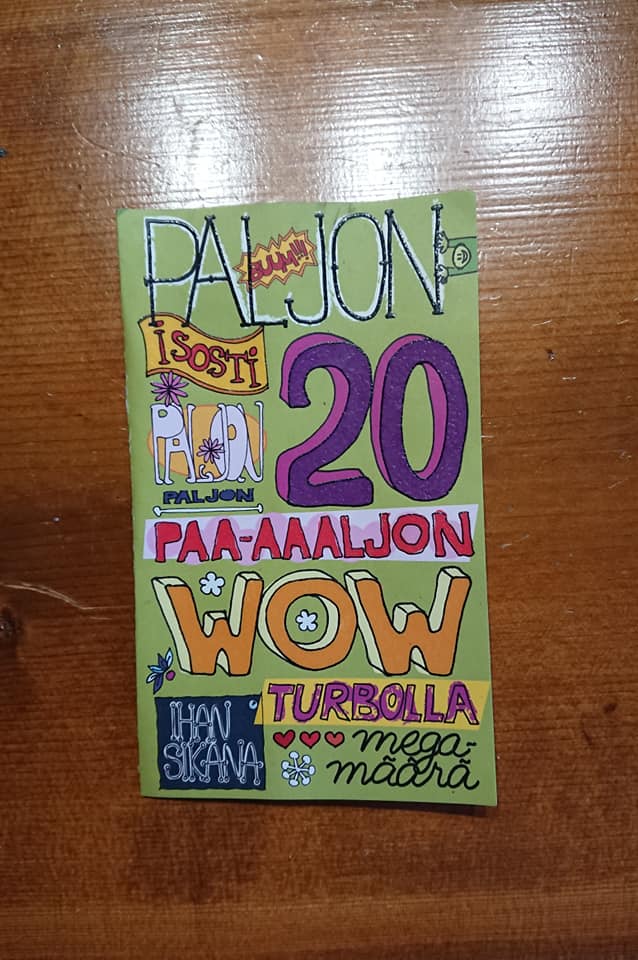 PALJON
BUUM!!!
iSOSTi
20
PALJON
PALJON
PAA-AAALJON
WOW
TURBOLLA
IHAN
SIKANA
mega-
määrä